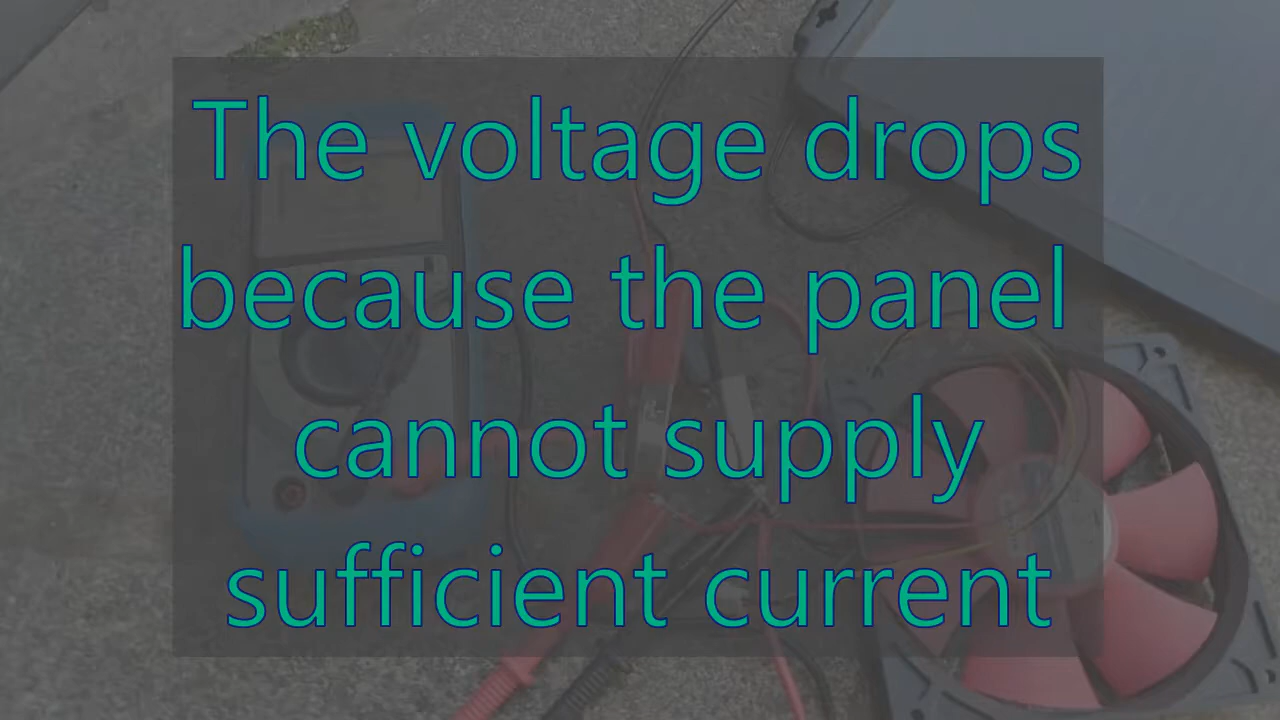 The voltage drops
because the panel
cannot supply
sufficient current